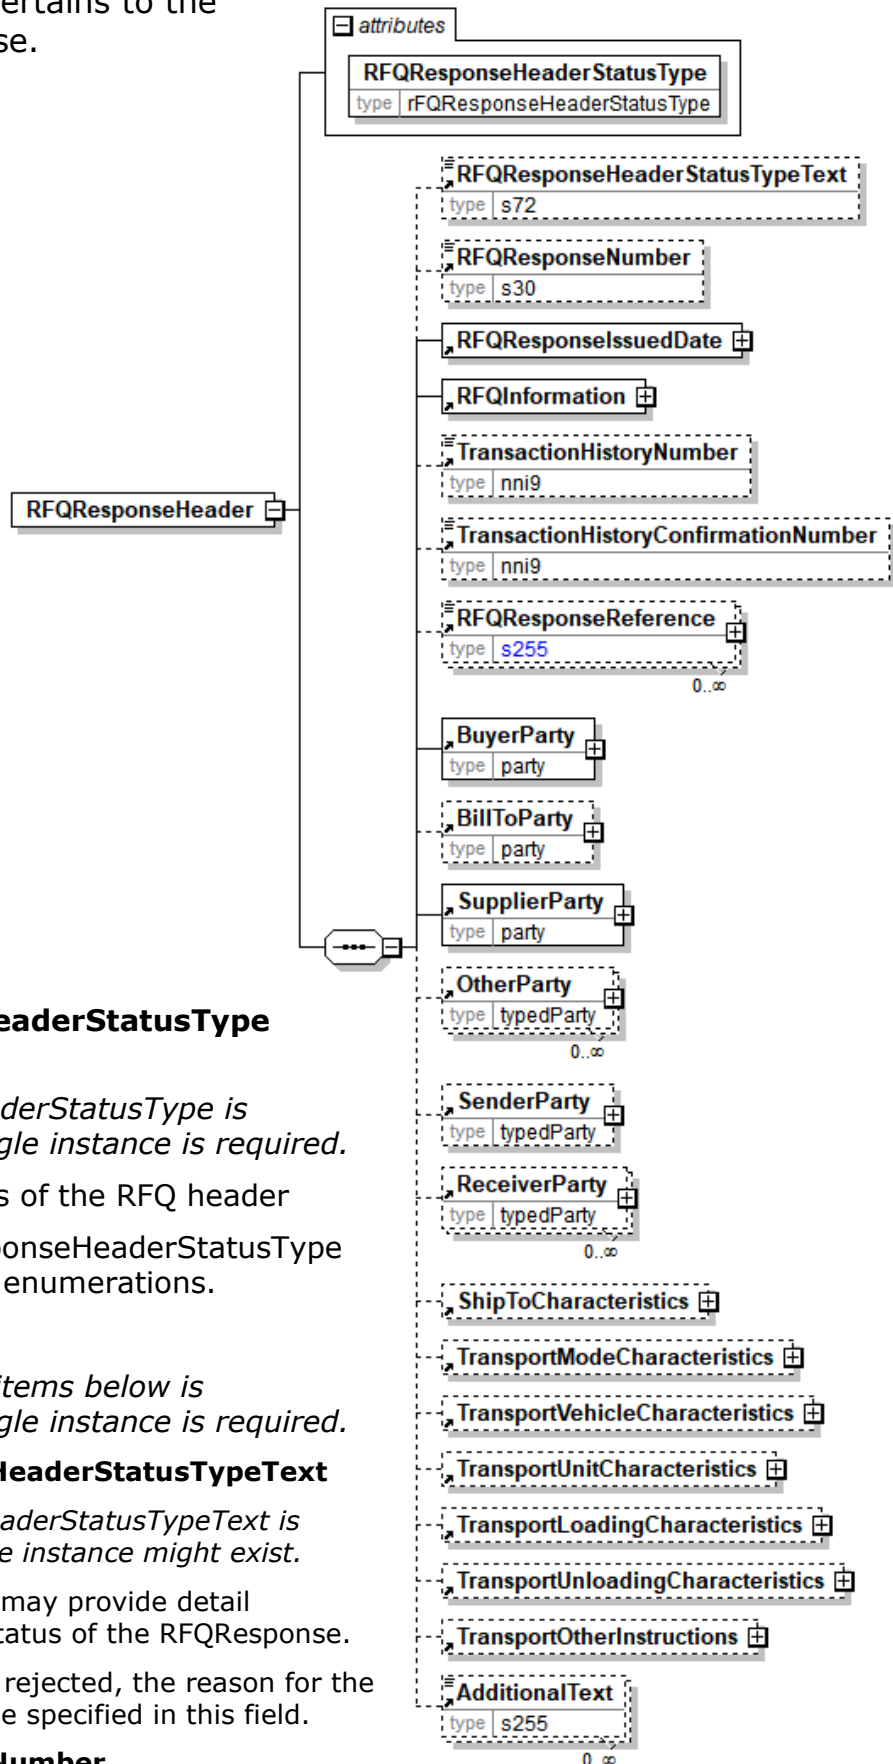 ertains to the
se.
attributes
RFQResponseHeaderStatusType
type rFQResponseHeaderStatusType
RFQResponseHeaderStatusTypeText
type s72
RFQResponseNumber
type s30
RFQResponseIssuedDate
RFQInformation
TransactionHistoryNumber
type nni9
RFQResponseHeader
TransactionHistoryConfirmationNumber
type nni9
RFQResponseReference
type s255
0..∞
BuyerParty
type party
BillToParty
type party
SupplierParty
type party
OtherParty
type typedParty
0..∞
SenderParty
type typedParty
ReceiverParty
type typedParty
0..∞
ShipToCharacteristics
TransportModeCharacteristics
TransportVehicleCharacteristics
TransportUnitCharacteristics
TransportLoadingCharacteristics
TransportUnloadingCharacteristics
TransportOtherInstructions
AdditionalText
type s255
0..∞
eaderStatusType
derStatusType is
gle instance is required.
s of the RFQ header
ponseHeaderStatusType
enumerations.
items below is
gle instance is required.
HeaderStatusTypeText
aderStatusTypeText is
e instance might exist.
may provide detail
tatus of the RFQResponse.
rejected, the reason for the
e specified in this field.
Number